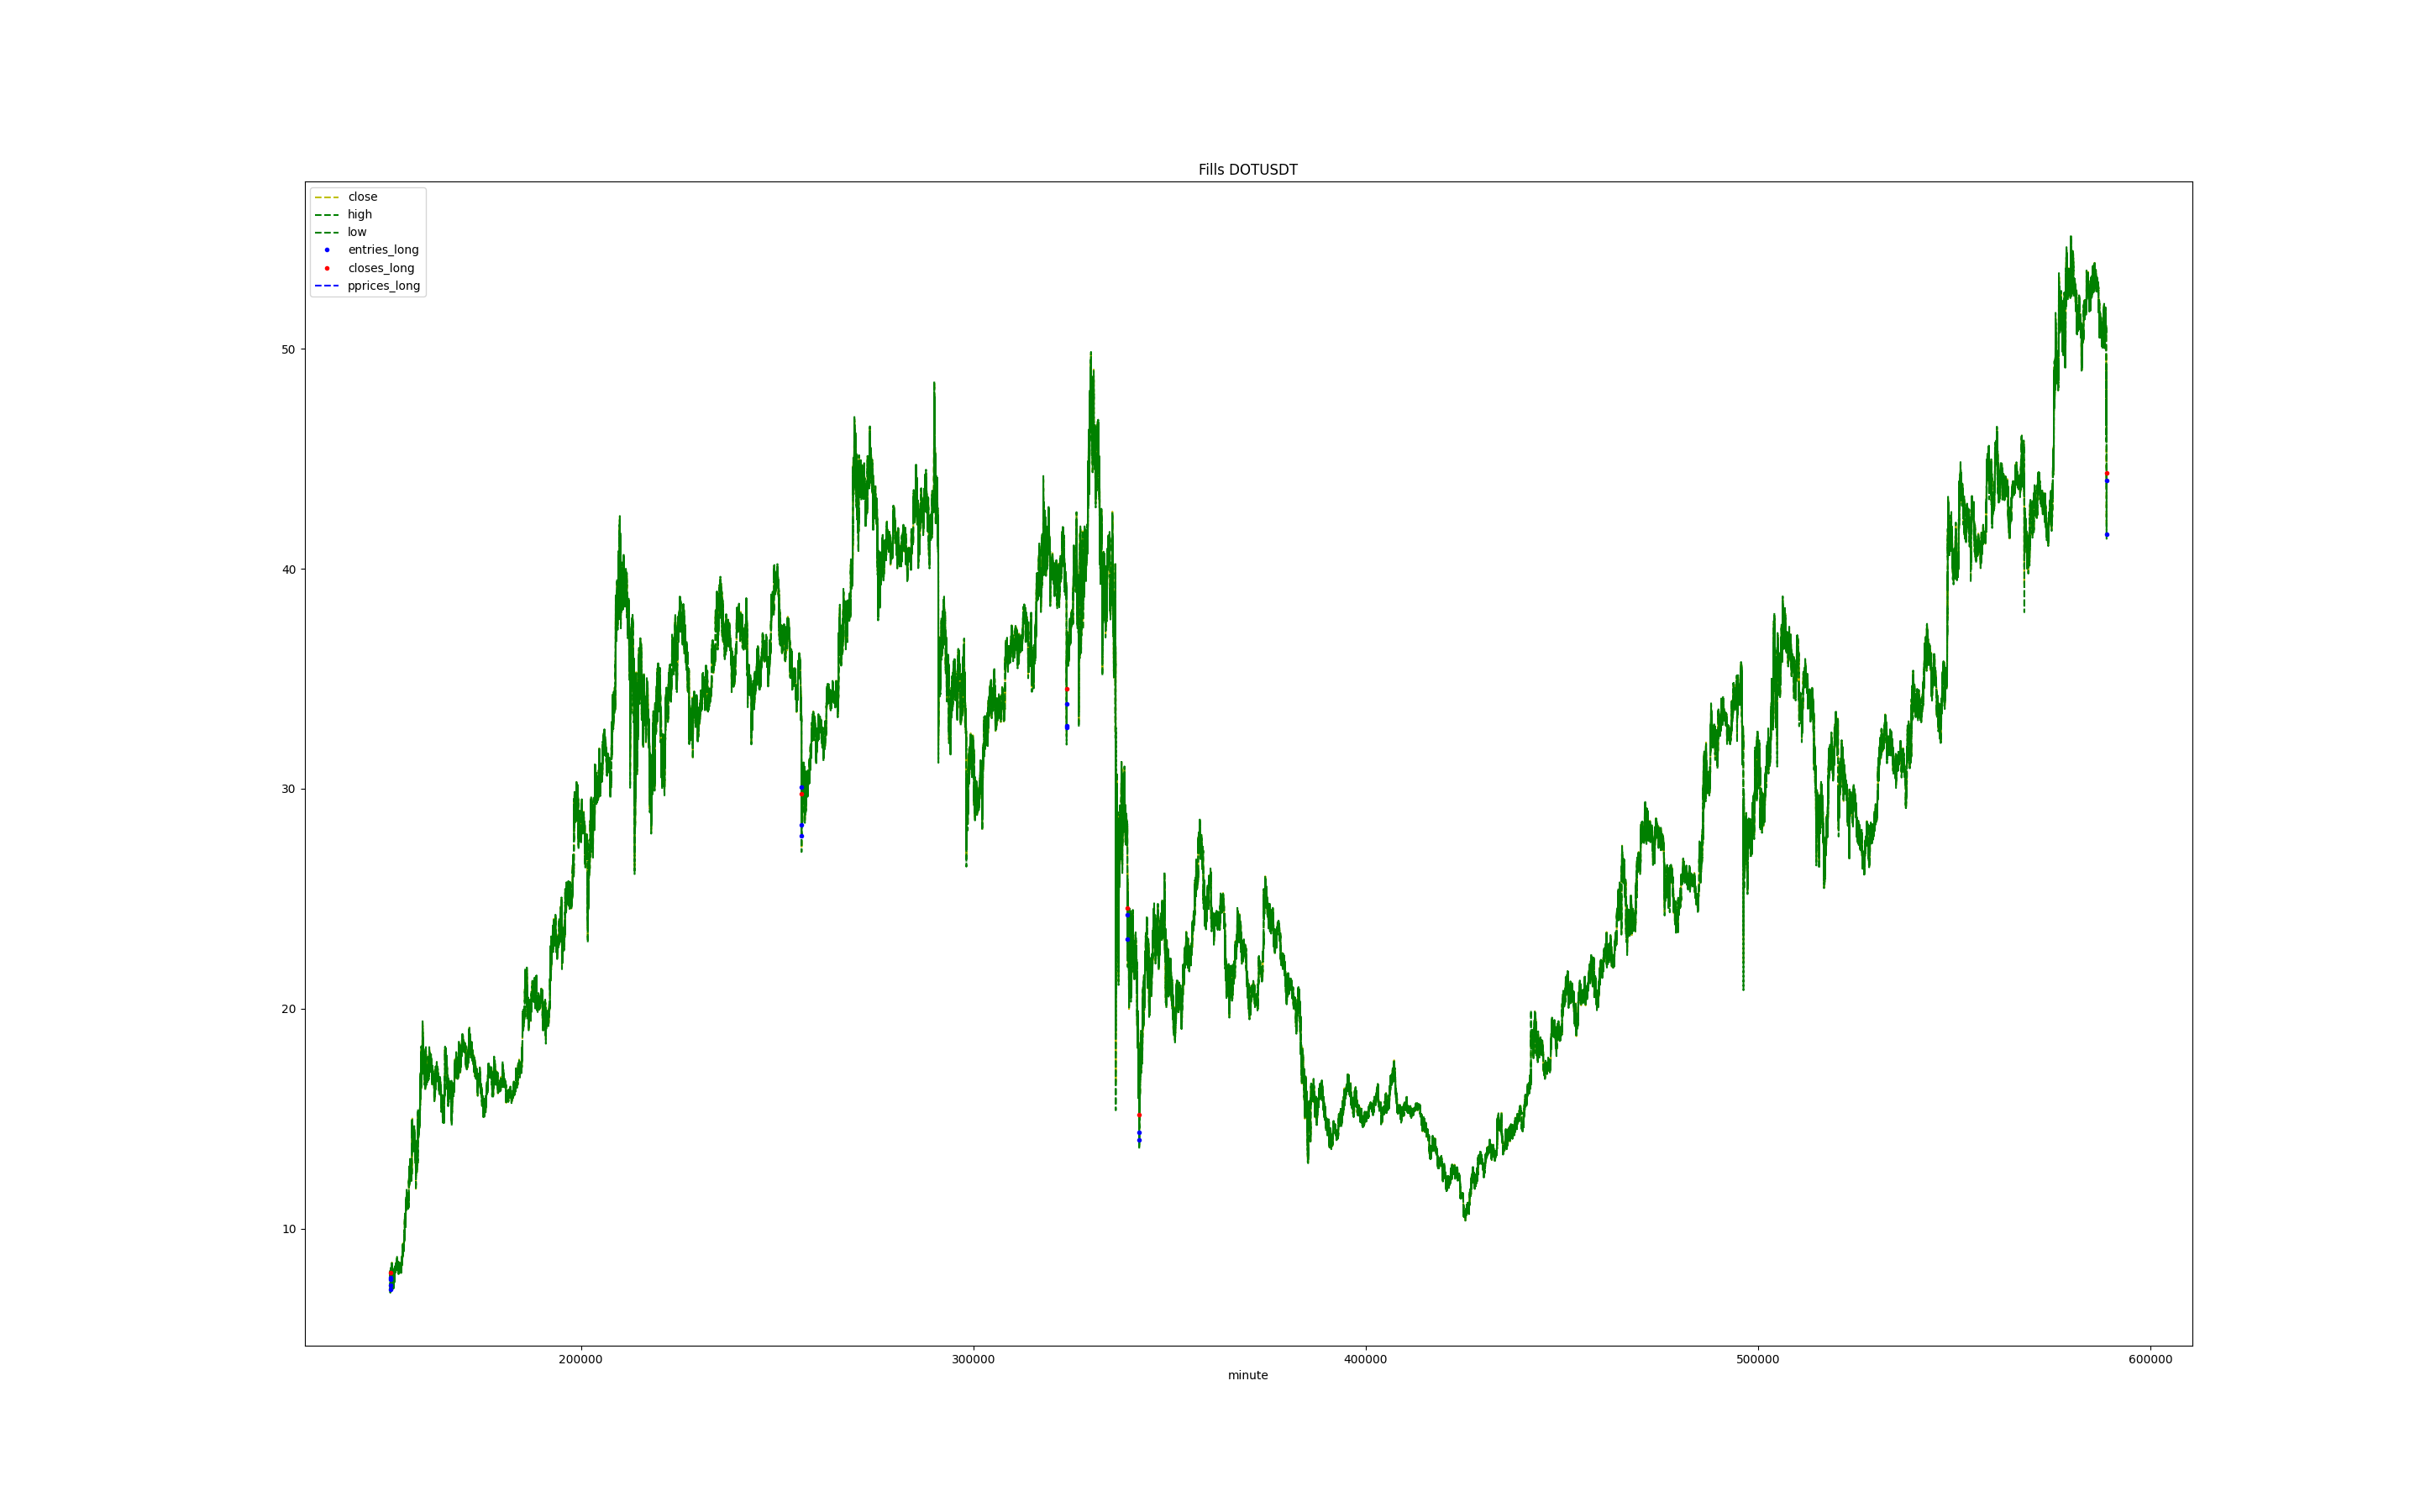 Fills DOTUSDT
close
high
low
entries_long
closes_long
pprices_long
50
40
30
20
10
200000
300000
400000
500000
600000
minute